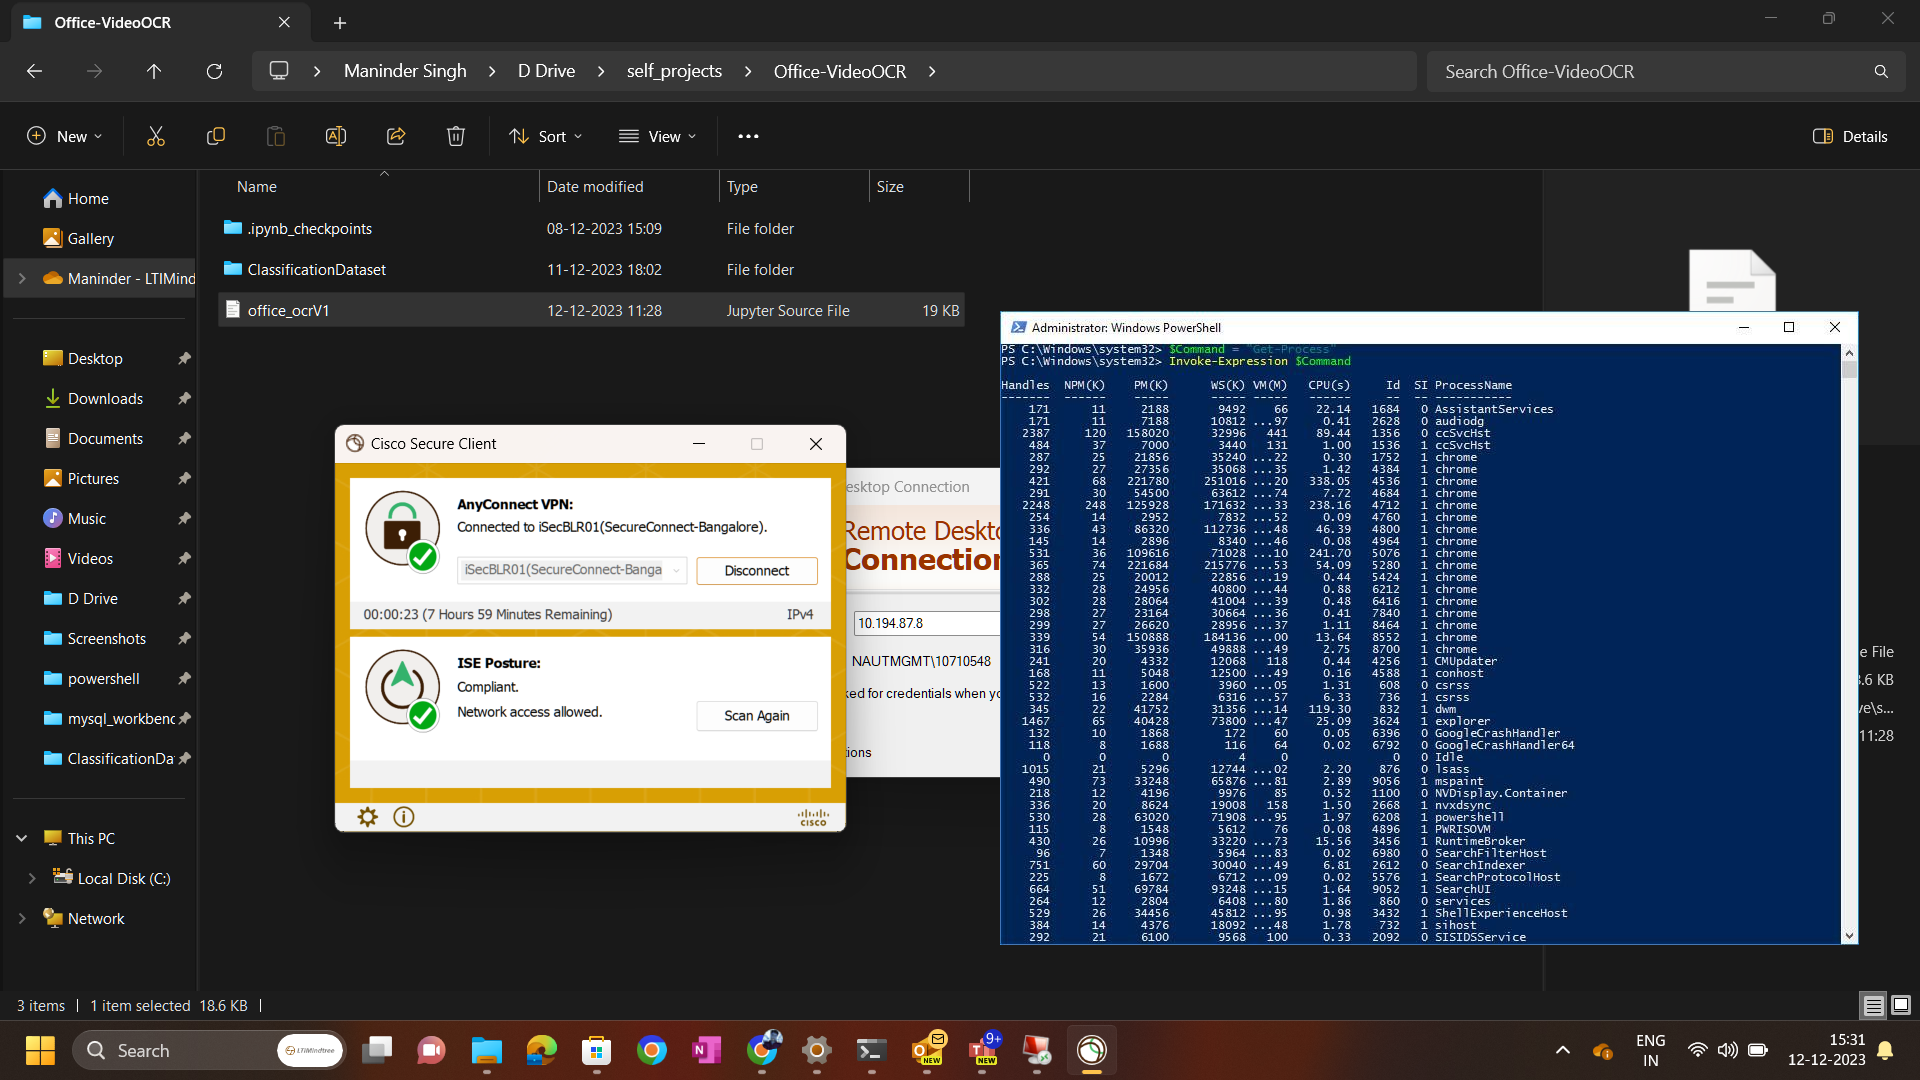 Office-VideoOCR
Maninder Singh > D Drive > self_projects > Office-VideoOCR >
Search Office-VideoOCR
New
Sort
View
Details
Name Date modified Type Size
.ipynb_checkpoints 08-12-2023 15:09 File folder
ClassificationDataset 11-12-2023 18:02 File folder
office_ocrV1 12-12-2023 11:28 Jupyter Source File 19 KB
Home
Gallery
Maninder - LTIMind
Desktop
Downloads
Documents
Pictures
Music
Videos
D Drive
Screenshots
powershell
mysql_workbenc
ClassificationDa
This PC
Local Disk (C:)
Network
Cisco Secure Client
AnyConnect VPN:
Connected to iSecBLR01(SecureConnect-Bangalore).
iSecBLR01(SecureConnect-Banga
Disconnect
00:00:23 (7 Hours 59 Minutes Remaining) IPv4
ISE Posture:
Compliant.
Network access allowed.
Scan Again
cisco
esktop Connection
Remote Deskto
Connection
10.194.87.8
NAUTMGMT\10710548
ked for credentials when yo
tions
Administrator: Windows PowerShell
PS C:\Windows\system32> $Command = "Get-Process"
PS C:\Windows\system32> Invoke-Expression $Command
Handles NPM(K) PM(K) WS(K) VM(M) CPU(s) Id SI ProcessName
------- ------ ----- ----- ----- ------ -- -- -----------
171 11 2188 9492 66 22.14 1684 0 AssistantServices
171 11 7188 10812 ...97 0.41 2628 0 audiodg
2387 120 158020 32996 441 89.44 1356 0 ccSvcHst
484 37 7000 3440 131 1.00 1536 1 ccSvcHst
287 25 21856 35240 ...22 0.30 1752 1 chrome
292 27 27356 35068 ...35 1.42 4384 1 chrome
421 68 221780 251016 ...20 338.05 4536 1 chrome
291 30 54500 63612 ...74 7.72 4684 1 chrome
2248 248 125928 171632 ...33 238.16 4712 1 chrome
254 14 2952 7832 ...52 0.09 4760 1 chrome
336 43 86320 112736 ...48 46.39 4800 1 chrome
145 14 2896 8340 ...46 0.08 4964 1 chrome
531 36 109616 71028 ...10 241.70 5076 1 chrome
365 74 221684 215776 ...53 54.09 5280 1 chrome
288 25 20012 22856 ...19 0.44 5424 1 chrome
332 28 24956 40800 ...44 0.88 6212 1 chrome
302 28 28064 41004 ...39 0.48 6416 1 chrome
298 27 23164 30664 ...36 0.41 7840 1 chrome
299 27 26620 28956 ...37 1.11 8464 1 chrome
339 54 150888 184136 ...00 13.64 8552 1 chrome
316 30 35936 49888 ...49 2.75 8700 1 chrome
241 20 4332 12068 118 0.44 4256 1 CMUpdater
168 11 5048 12500 ...49 0.16 4588 1 conhost
522 13 1600 3960 ...05 1.31 608 0 csrss
532 16 2284 6316 ...57 6.33 736 1 csrss
345 22 41752 31356 ...14 119.30 832 1 dwm
1467 65 40428 73800 ...47 25.09 3624 1 explorer
132 10 1868 172 60 0.05 6396 0 GoogleCrashHandler
118 8 1688 116 64 0.02 6792 0 GoogleCrashHandler64
0 0 0 4 0 0 0 Idle
1015 21 5296 12744 ...02 2.20 876 0 lsass
490 73 33248 65876 ...81 2.89 9056 1 mspaint
218 12 4196 9976 85 0.52 1100 0 NVDisplay.Container
336 20 8624 19008 158 1.50 2668 1 nvxdsync
530 28 63020 71908 ...95 1.97 6208 1 powershell
115 8 1548 5612 76 0.08 4896 1 PWRISOVM
430 26 10996 33220 ...73 15.56 3456 1 RuntimeBroker
96 7 1348 5964 ...83 0.02 6980 0 SearchFilterHost
751 60 29704 30040 ...49 6.81 2612 0 SearchIndexer
225 8 1672 6712 ...09 0.02 5576 1 SearchProtocolHost
664 51 69784 93248 ...15 1.64 9052 1 SearchUI
264 12 2804 6408 ...80 1.86 860 0 services
529 26 34456 45812 ...95 0.98 3432 1 ShellExperienceHost
384 14 4376 18092 ...48 1.78 732 1 sihost
292 21 6100 9568 100 0.33 2092 0 SISIDSService
e File
.6 KB
ve\s...
11:28
3 items 1 item selected 18.6 KB
Search
LTIMindtree
NEW
9+
NEW
ENG
IN
15:31
12-12-2023